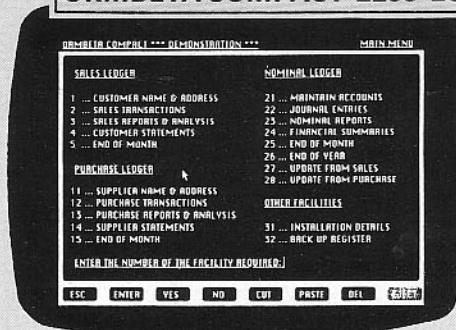 ORMBETA COMPACT *** DEMONSTRATION ***
MAIN MENU
SALES LEDGER
1 ... CUSTOMER NAME & ADDRESS
2 ... SALES TRANSACTIONS
3 ... SALES REPORTS & ANALYSIS
4 ... CUSTOMER STATEMENTS
5 ... END OF MONTH
PURCHASE LEDGER
11 ... SUPPLIER NAME & ADDRESS
12 ... PURCHASE TRANSACTIONS
13 ... PURCHASE REPORTS & ANALYSIS
14 ... SUPPLIER STATEMENTS
15 ... END OF MONTH
NOMINAL LEDGER
21 ... MAINTAIN ACCOUNTS
22 ... JOURNAL ENTRIES
23 ... NOMINAL REPORTS
24 ... FINANCIAL SUMMARIES
25 ... END OF MONTH
26 ... END OF YEAR
27 ... UPDATE FROM SALES
28 ... UPDATE FROM PURCHASE
OTHER FACILITIES
31 ... INSTALLATION DETAILS
32 ... BACK UP REGISTER
ENTER THE NUMBER OF THE FACILITY REQUIRED:
ESC ENTER YES NO CUT PASTE DEL